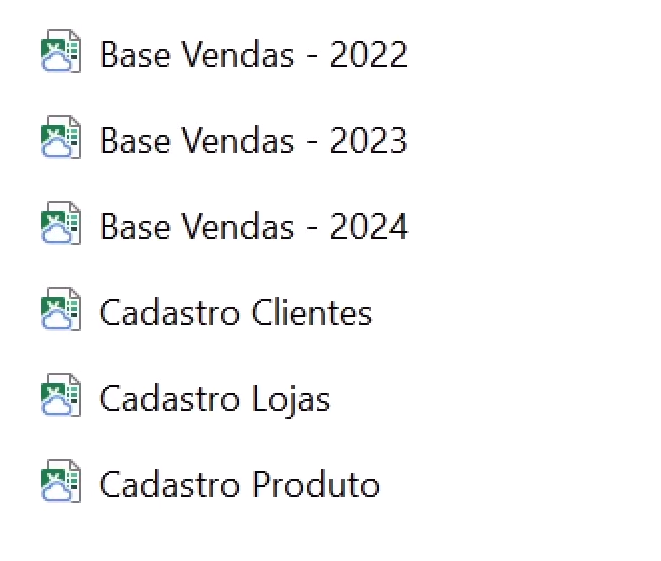 Base Vendas - 2022
Base Vendas - 2023
Base Vendas - 2024
Cadastro Clientes
Cadastro Lojas
Cadastro Produto